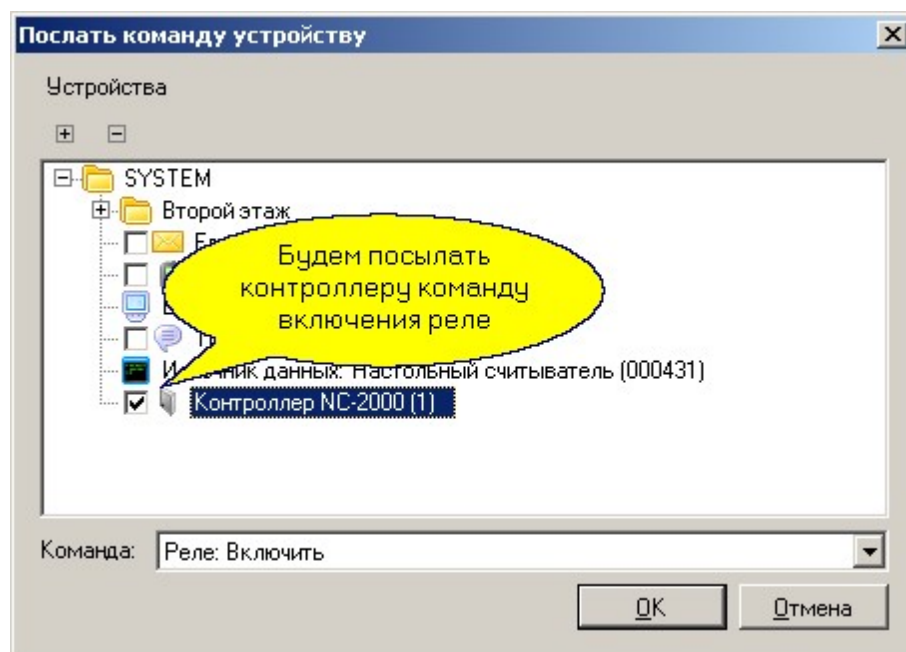 Послать команду устройству
Устройства
SYSTEM
Второй этаж
Будем посылать
контроллеру команду
включения реле
данных: Настольный считыватель (000431)
Контроллер NC-2000 (1)
Команда: Реле: Включить
OK Отмена